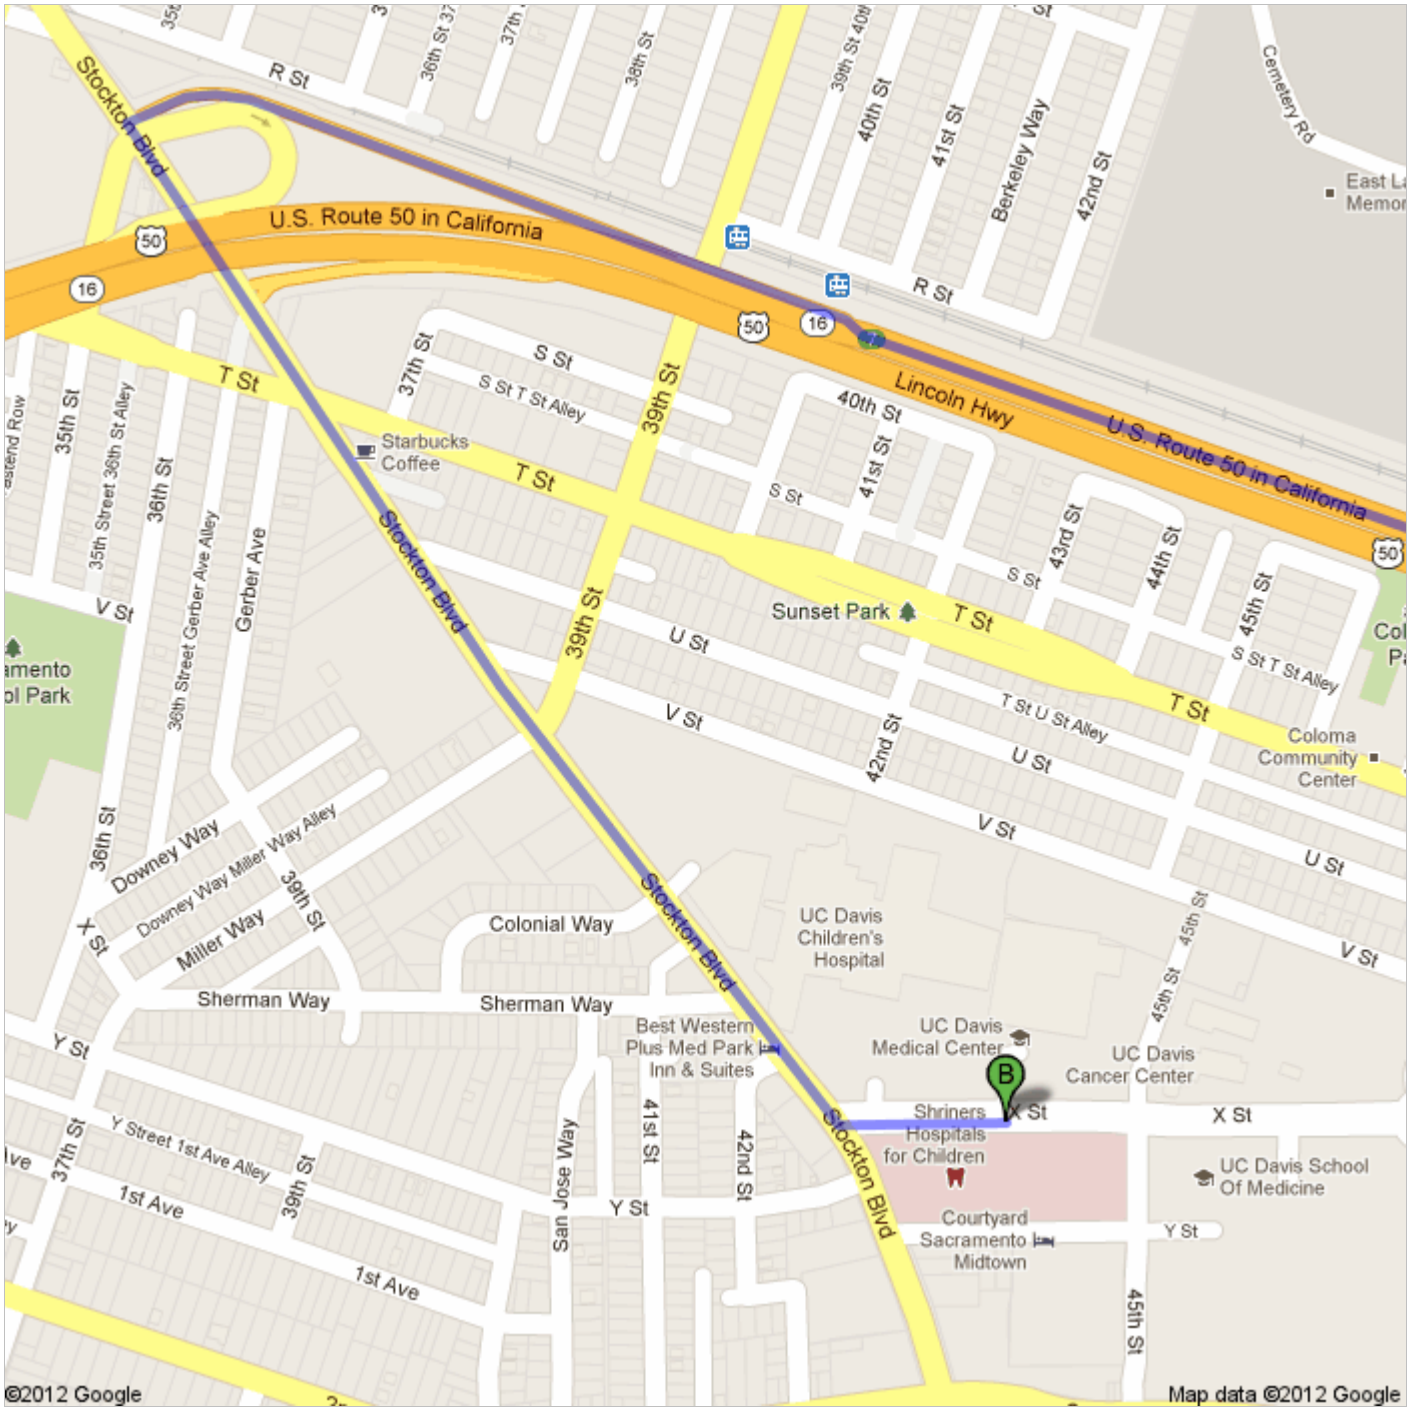 Stockton Blvd
R St
36th St
37th
37th
38th St
39th St
40th
40th St
41st St
Berkeley Way
42nd St
St
Cemetery Rd
East La
Memor
Stockton Blvd
U.S. Route 50 in California
50
16
R St
50
16
Lincoln Hwy
U.S. Route 50 in California
50
T St
37th St
S St
S St T St Alley
39th St
40th St
41st St
35th St
35th Street 36th St Alley
36th St
36th Street Gerber Ave Alley
Gerber Ave
Starbucks
Coffee
T St
S St
43rd St
44th St
S St
45th St
Stockton Blvd
V St
39th St
U St
Sunset Park
T St
S St T St Alley
Col
amento
ol Park
V St
42nd St
T St U St Alley
T St
U St
Coloma
Community
Center
36th St
Downey Way
Downey Way Miller Way Alley
Miller Way
39th St
X St
V St
U St
Stockton Blvd
Colonial Way
UC Davis
Children's
Hospital
45th St
V St
Sherman Way
Sherman Way
45th St
Y St
Best Western
Plus Med Park
Inn & Suites
UC Davis
Medical Center
UC Davis
Cancer Center
B
X St
X St
Stockton Blvd
Shriners
Hospitals
for Children
37th St
Y Street 1st Ave Alley
39th St
1st Ave
San Jose Way
41st St
42nd St
Y St
UC Davis School
Of Medicine
Courtyard
Sacramento
Midtown
Y St
1st Ave
45th St
©2012 Google
Map data ©2012 Google